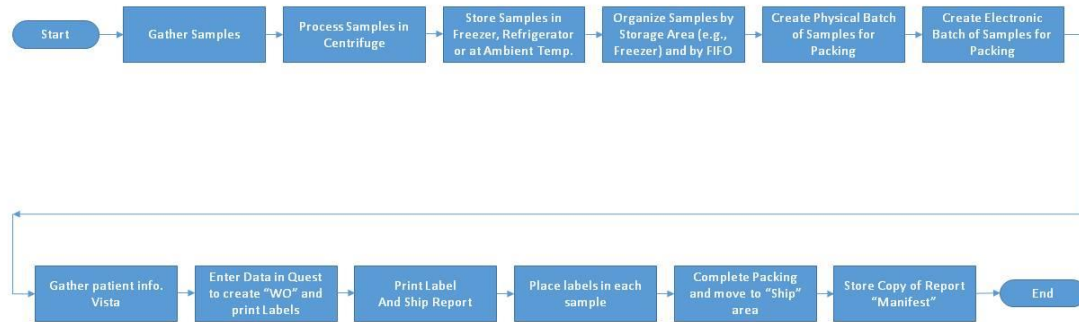 Start
Gather Samples
Process Samples in
Centrifuge
Store Samples in
Freezer, Refrigerator
or at Ambient Temp.
Organize Samples by
Storage Area (e.g.,
Freezer) and by FIFO
Create Physical Batch
of Samples for
Packing
Create Electronic
Batch of Samples for
Packing
Gather patient info.
Vista
Enter Data in Quest
to create "WO" and
print Labels
Print Label
And Ship Report
Place labels in each
sample
Complete Packing
and move to "Ship"
area
Store Copy of Report
"Manifest"
End